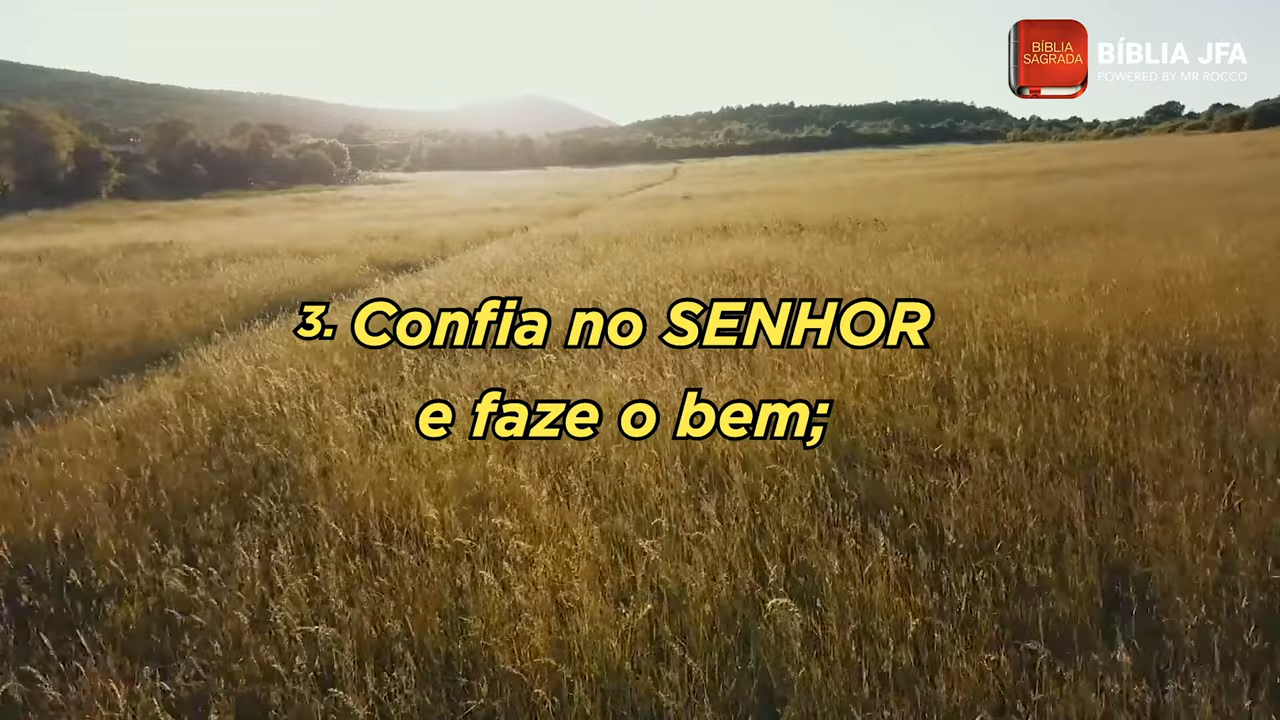 BÍBLIA
SAGRADA
BÍBLIA JFA
POWERED BY MR ROCCO
3. Confia no SENHOR
e faze o bem;